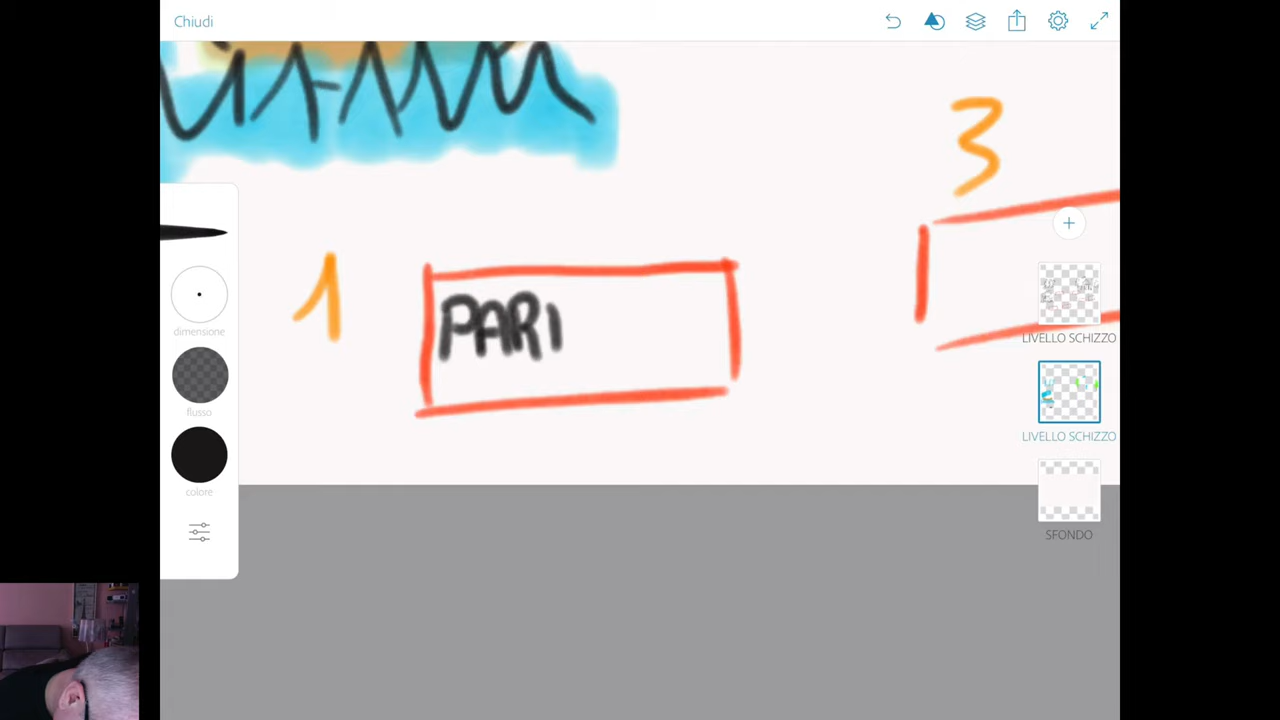 Chiudi
3
1
PARI
dimensione
flusso
colore
LIVELLO SCHIZZO
LIVELLO SCHIZZO
SFONDO